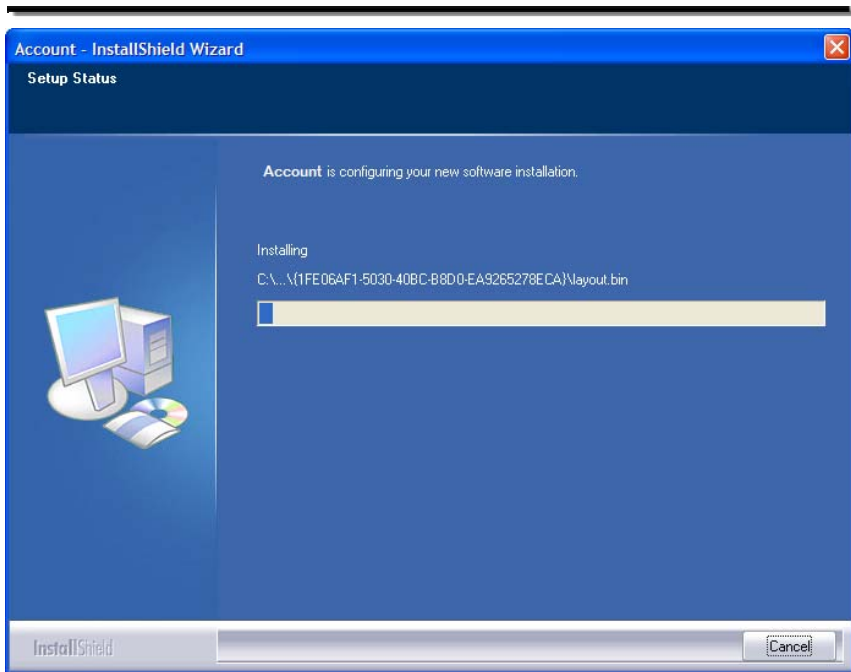 Account - InstallShield Wizard
Setup Status
Account is configuring your new software installation.
Installing
C:\...\{1FE06AF1-5030-40BC-B8D0-EA9265278ECA}\layout.bin
InstallShield
Cancel